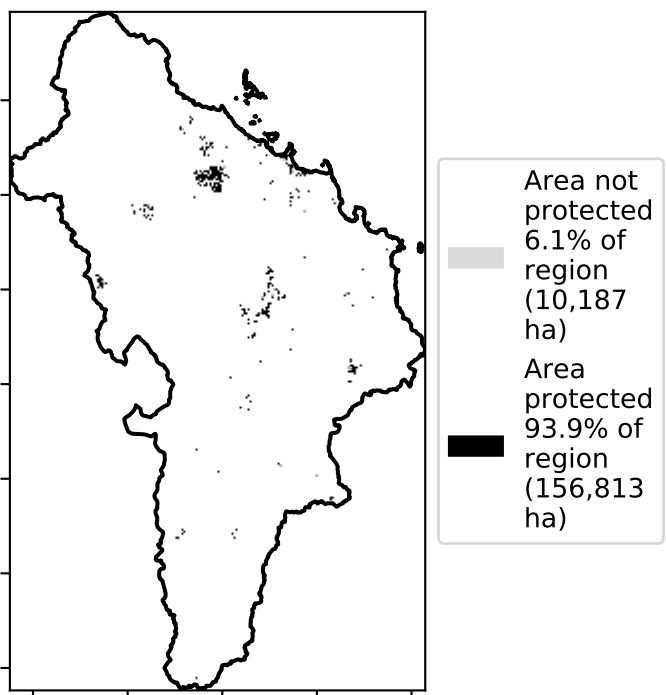 Area not
protected
6.1% of
region
(10,187
ha)
Area
protected
93.9% of
region
(156,813
ha)